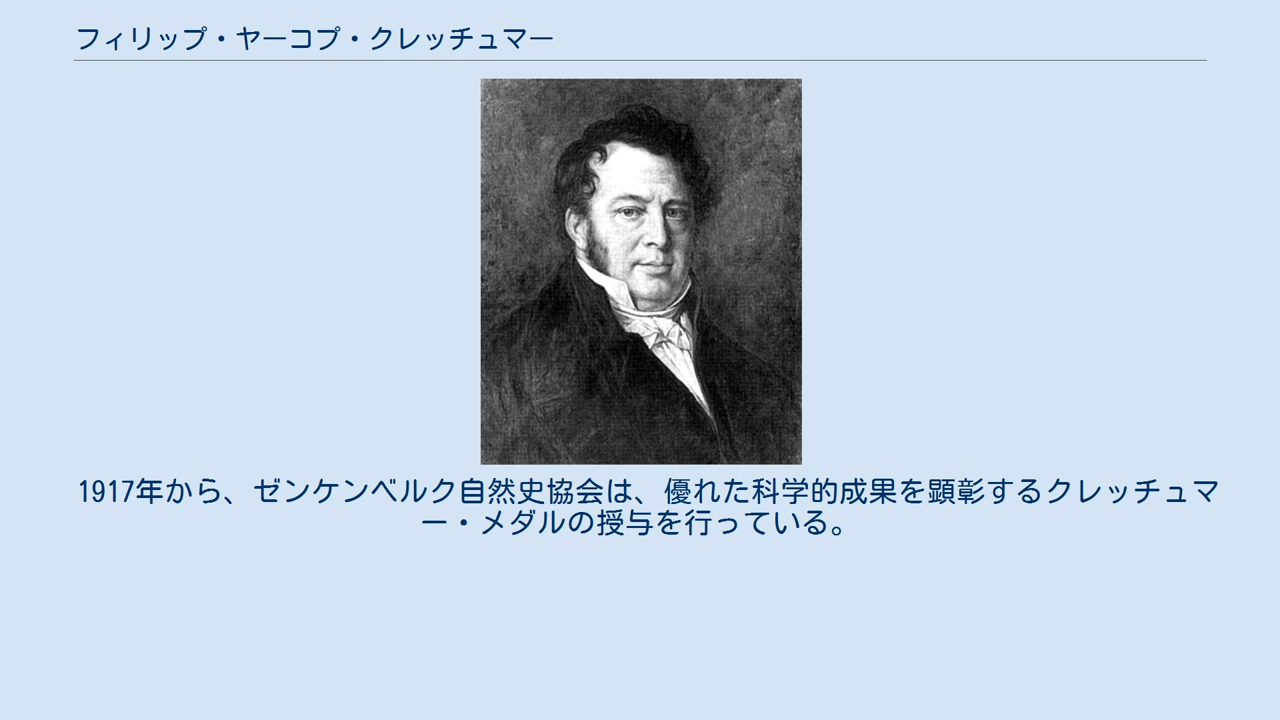 フィリップ・ヤーコプ・クレッチュマー
1917年から、ゼンケンベルク自然史協会は、優れた科学的成果を顕彰するクレッチュマ
ー・メダルの授与を行っている。